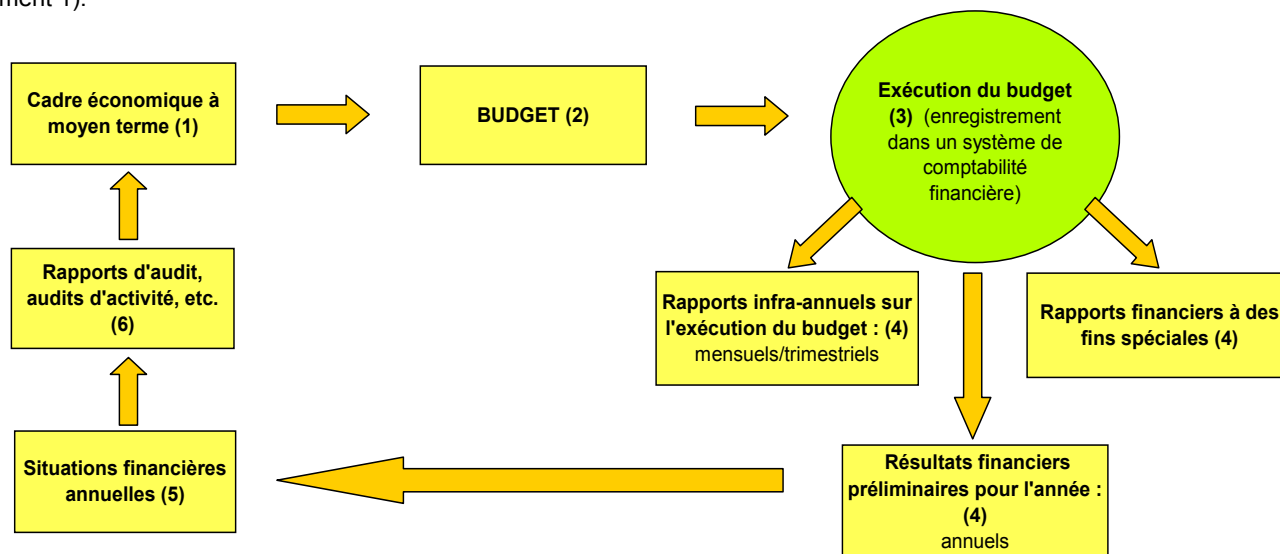 Cadre économique à
moyen terme (1)
BUDGET (2)
Exécution du budget
(3) (enregistrement
dans un système de
comptabilité
financière)
Rapports d'audit,
audits d'activité, etc.
(6)
Rapports infra-annuels sur
l'exécution du budget : (4)
mensuels/trimestriels
Rapports financiers à des
fins spéciales (4)
Situations financières
annuelles (5)
Résultats financiers
préliminaires pour l'année :
(4)
annuels